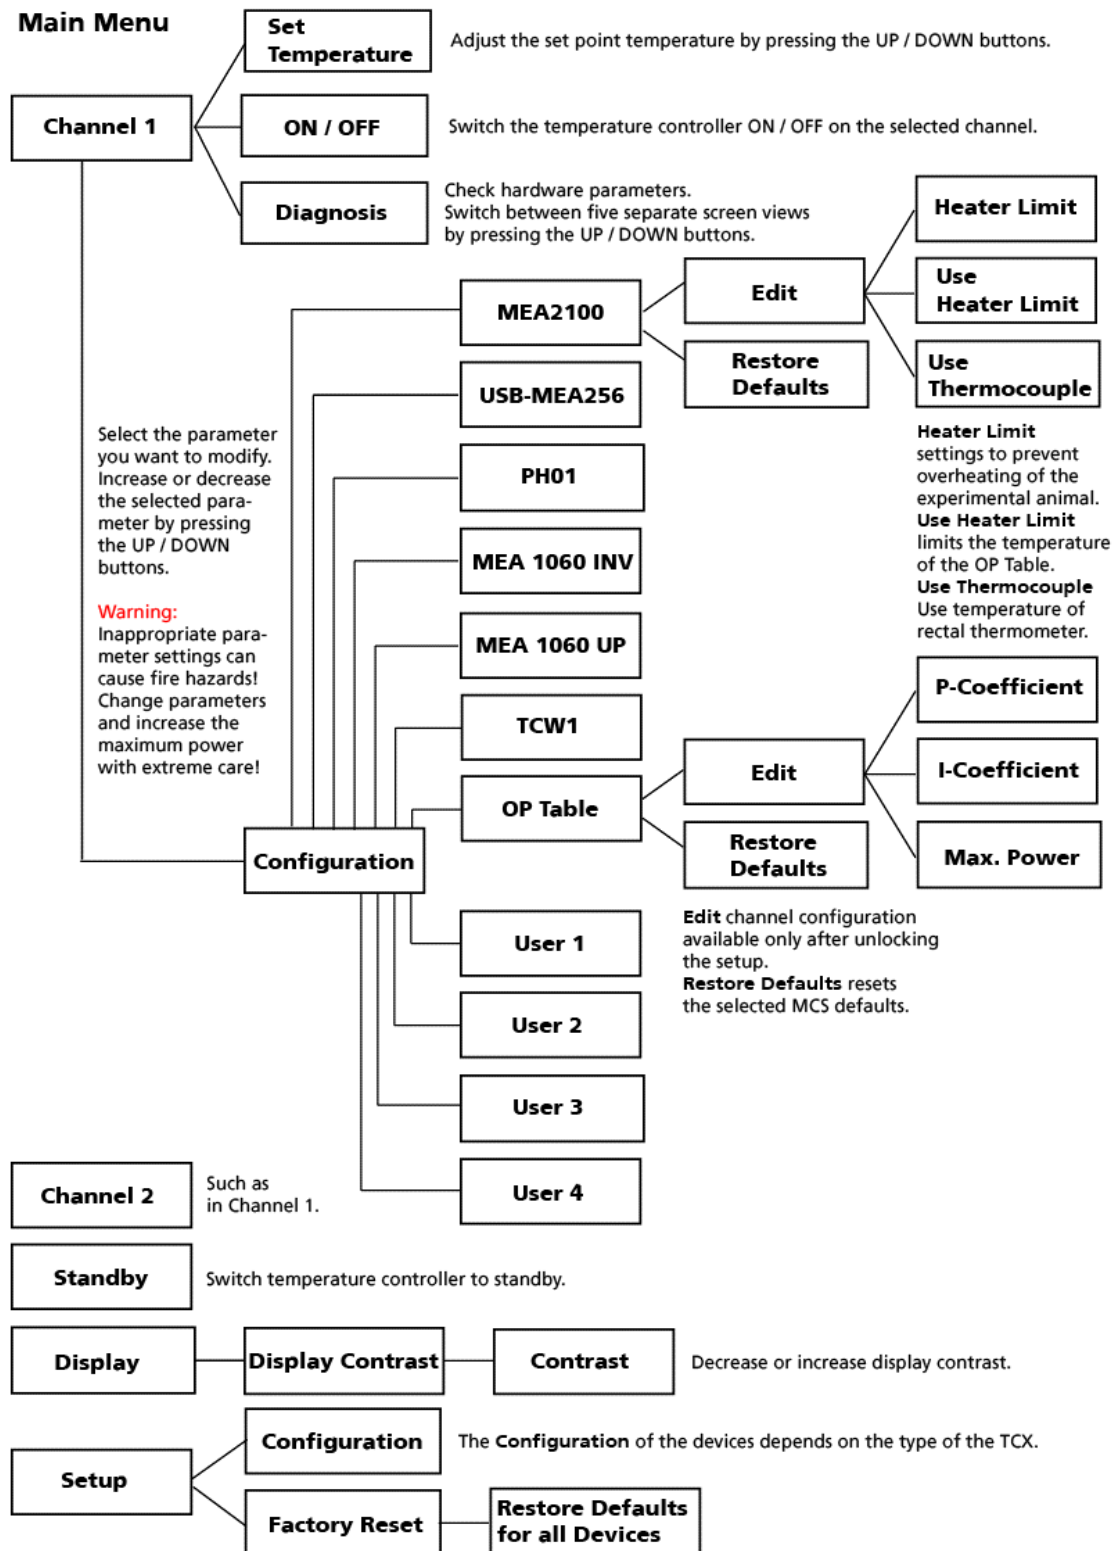 Main Menu
Set
Temperature
Adjust the set point temperature by pressing the UP / DOWN buttons.
Channel 1
ON / OFF
Switch the temperature controller ON / OFF on the selected channel.
Diagnosis
Check hardware parameters.
Switch between five separate screen views
by pressing the UP / DOWN buttons.
MEA2100
Edit
Restore
Defaults
Heater Limit
Use
Heater Limit
Use
Thermocouple
Heater Limit
settings to prevent
overheating of the
experimental animal.
Use Heater Limit
limits the temperature
of the OP Table.
Use Thermocouple
Use temperature of
rectal thermometer.
USB-MEA256
PH01
MEA 1060 INV
MEA 1060 UP
TCW1
OP Table
Edit
Restore
Defaults
P-Coefficient
I-Coefficient
Max. Power
Select the parameter
you want to modify.
Increase or decrease
the selected para-
meter by pressing
the UP / DOWN
buttons.
Warning:
Inappropriate para-
meter settings can
cause fire hazards!
Change parameters
and increase the
maximum power
with extreme care!
Configuration
Edit channel configuration
available only after unlocking
the setup.
Restore Defaults resets
the selected MCS defaults.
User 1
User 2
User 3
User 4
Channel 2
Such as
in Channel 1.
Standby
Switch temperature controller to standby.
Display
Display Contrast
Contrast
Decrease or increase display contrast.
Setup
Configuration
The Configuration of the devices depends on the type of the TCX.
Factory Reset
Restore Defaults
for all Devices